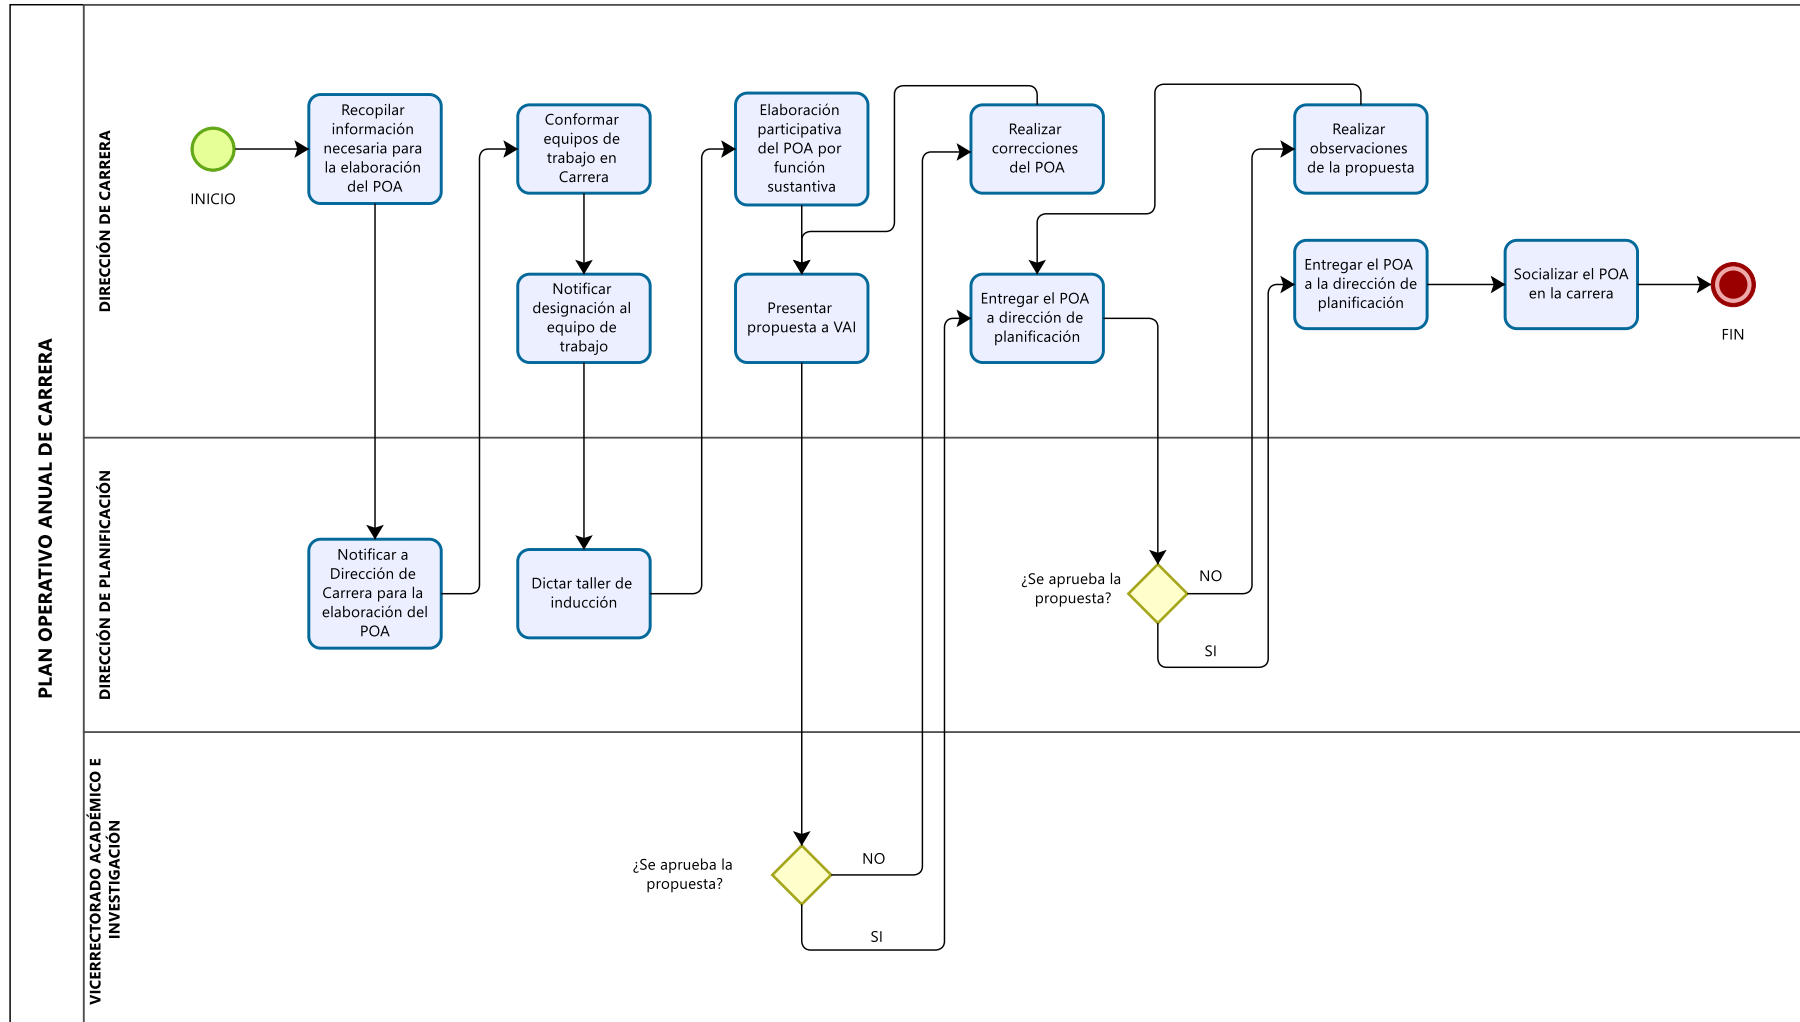 PLAN OPERATIVO ANUAL DE CARRERA
DIRECCIÓN DE CARRERA
INICIO
Recopilar
información
necesaria para
la elaboración
del POA
Conformar
equipos de
trabajo en
Carrera
Notificar
designación al
equipo de
trabajo
Elaboración
participativa
del POA por
función
sustantiva
Presentar
propuesta a VAI
Realizar
correcciones
del POA
Entregar el POA
a dirección de
planificación
Realizar
observaciones
de la propuesta
Entregar el POA
a la dirección de
planificación
Socializar el POA
en la carrera
FIN
DIRECCIÓN DE PLANIFICACIÓN
Notificar a
Dirección de
Carrera para la
elaboración del
POA
Dictar taller de
inducción
¿Se aprueba la
propuesta?
NO
SI
VICERRECTORADO ACADÉMICO E
INVESTIGACIÓN
¿Se aprueba la
propuesta?
NO
SI